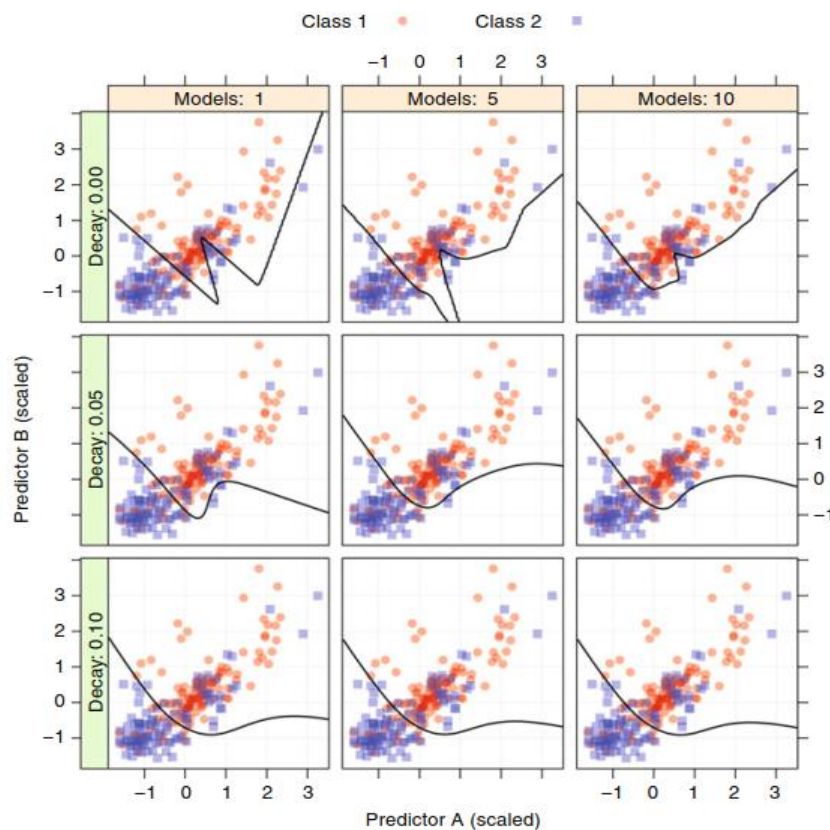 Class 1 Class 2
−1 0 1 2 3
Models: 1 Models: 5 Models: 10
Decay: 0.00
3
2
1
0
−1
Predictor B (scaled)
Decay: 0.05
3
2
1
0
−1
Decay: 0.10
3
2
1
0
−1
−1 0 1 2 3 −1 0 1 2 3
Predictor A (scaled)